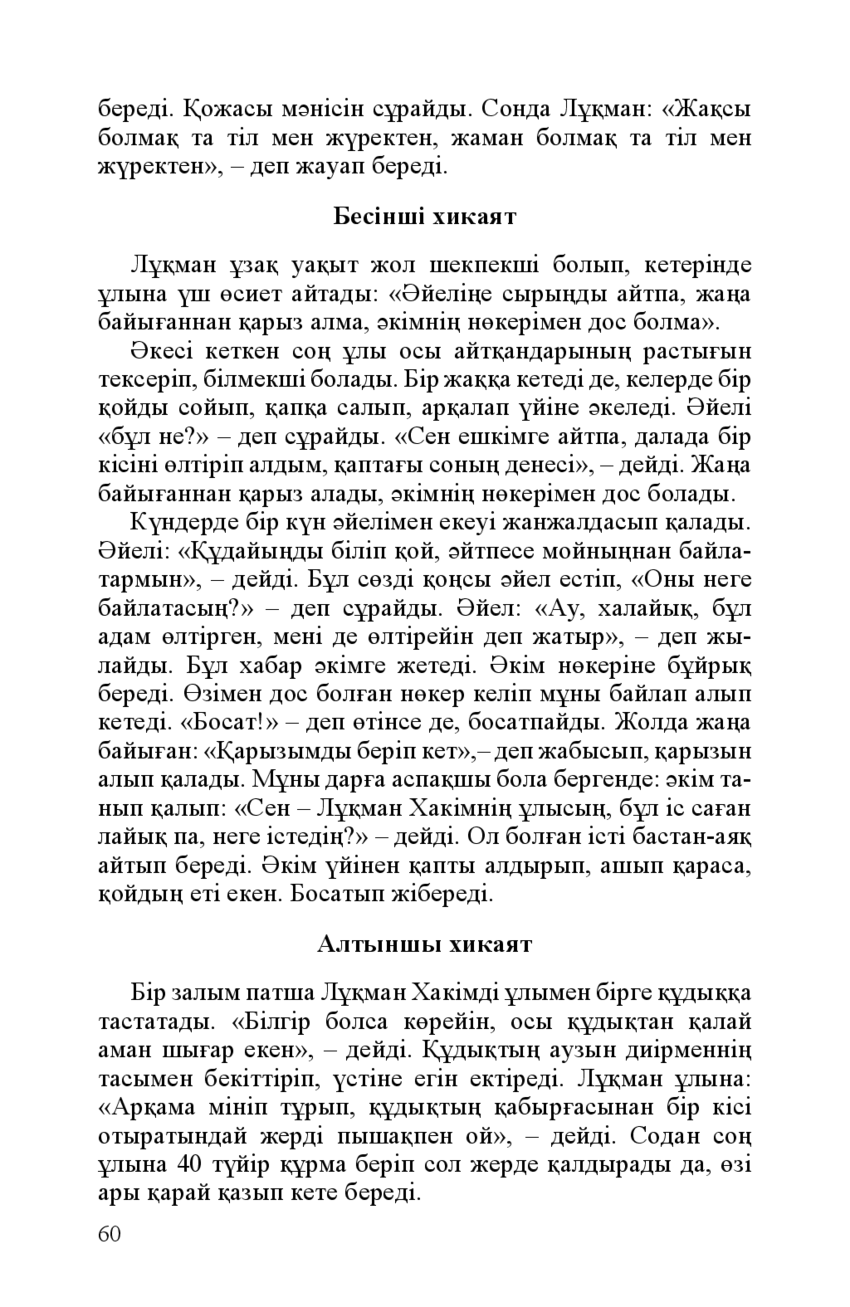 береді. Қожасы мәнісін сұрайды. Сонда Лұқман: «Жақсы
болмақ та тіл мен жүректен, жаман болмақ та тіл мен
жүректен», – деп жауап береді.
Бесінші хикаят
Лұқман ұзақ уақыт жол шекпекші болып, кетерінде
ұлына үш өсиет айтады: «Әйеліңе сырыңды айтпа, жаңа
байығаннан қарыз алма, әкімнің нөкерімен дос болма».
Әкесі кеткен соң ұлы осы айтқандарының растығын
тексеріп, білмекші болады. Бір жаққа кетеді де, келерде бір
қойды сойып, қапқа салып, арқалап үйіне әкеледі. Әйелі
«бұл не?» – деп сұрайды. «Сен ешкімге айтпа, далада бір
кісіні өлтіріп алдым, қаптағы соның денесі», – дейді. Жаңа
байығаннан қарыз алады, әкімнің нөкерімен дос болады.
Күндерде бір күн әйелімен екеуі жанжалдасып қалады.
Әйелі: «Құдайыңды біліп қой, әйтпесе мойныңнан байла-
тармын», – дейді. Бұл сөзді қоңсы әйел естіп, «Оны неге
байлатасың?» – деп сұрайды. Әйел: «Ау, халайық, бұл
адам өлтірген, мені де өлтірейін деп жатыр», – деп жы-
лайды. Бұл хабар әкімге жетеді. Әкім нөкеріне бұйрық
береді. Өзімен дос болған нөкер келіп мұны байлап алып
кетеді. «Босат!» – деп өтінсе де, босатпайды. Жолда жаңа
байыған: «Қарызымды беріп кет»,– деп жабысып, қарызын
алып қалады. Мұны дарға аспақшы бола бергенде: әкім та-
нып қалып: «Сен – Лұқман Хакімнің ұлысың, бұл іс саған
лайық па, неге істедің?» – дейді. Ол болған істі бастан-аяқ
айтып береді. Әкім үйінен қапты алдырып, ашып қараса,
қойдың еті екен. Босатып жібереді.
Алтыншы хикаят
Бір залым патша Лұқман Хакімді ұлымен бірге құдыққа
тастатады. «Білгір болса көрейін, осы құдықтан қалай
аман шығар екен», – дейді. Құдықтың аузын диірменнің
тасымен бекіттіріп, үстіне егін ектіреді. Лұқман ұлына:
«Арқама мініп тұрып, құдықтың қабырғасынан бір кісі
отыратындай жерді пышақпен ой», – дейді. Содан соң
ұлына 40 түйір құрма беріп сол жерде қалдырады да, өзі
ары қарай қазып кете береді.
60